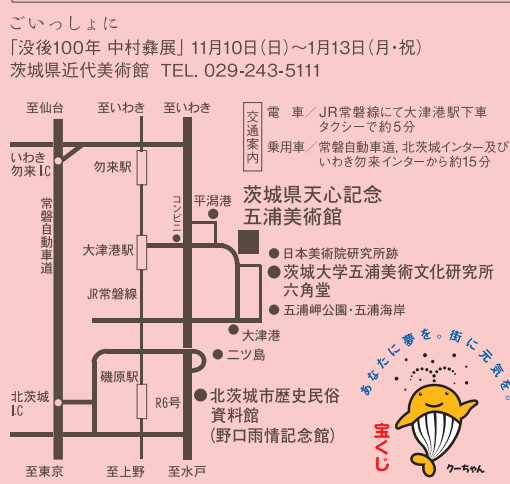 ごいっしょに
「没後100年 中村彝展」11月10日(日)〜1月13日(月・祝)
茨城県近代美術館 TEL. 029-243-5111
至仙台
至いわき
至いわき
交通案内
電 車/JR常磐線にて大津港駅下車
タクシーで約5分
乗用車/常磐自動車道, 北茨城インター及び
いわき勿来インターから約15分
いわき
勿来I.C
勿来駅
常磐自動車道
コンビニ
平潟港
茨城県天心記念
五浦美術館
大津港駅
日本美術院研究所跡
茨城大学五浦美術文化研究所
六角堂
JR常磐線
五浦岬公園・五浦海岸
大津港
二ツ島
磯原駅
北茨城
I.C
R6号
北茨城市歴史民俗
資料館
(野口雨情記念館)
至東京
至上野
至水戸
あなたに夢を。街に元気を。
宝くじ
クーちゃん